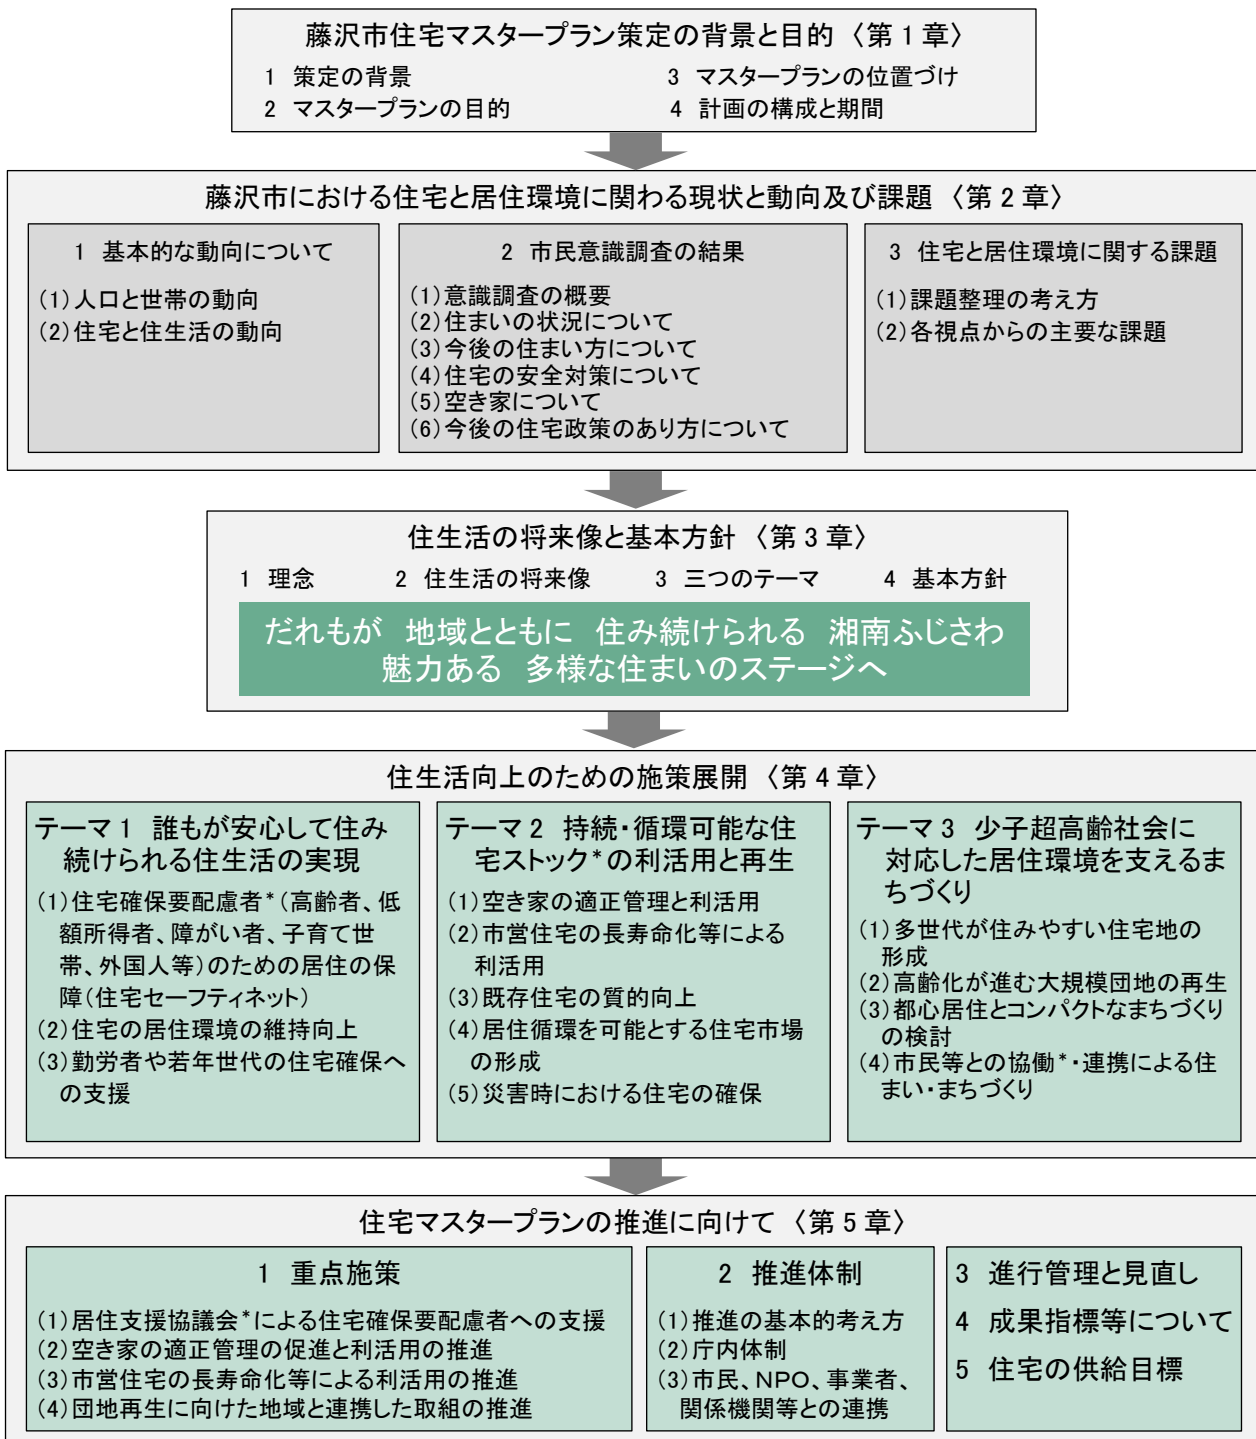 藤沢市住宅マスタープラン策定の背景と目的 〈第1章〉
1 策定の背景
2 マスタープランの目的
3 マスタープランの位置づけ
4 計画の構成と期間
藤沢市における住宅と居住環境に関わる現状と動向及び課題 〈第2章〉
1 基本的な動向について
(1)人口と世帯の動向
(2)住宅と住生活の動向
2 市民意識調査の結果
(1)意識調査の概要
(2)住まいの状況について
(3)今後の住まい方について
(4)住宅の安全対策について
(5)空き家について
(6)今後の住宅政策のあり方について
3 住宅と居住環境に関する課題
(1)課題整理の考え方
(2)各視点からの主要な課題
住生活の将来像と基本方針 〈第3章〉
1 理念 2 住生活の将来像 3 三つのテーマ 4 基本方針
だれもが 地域とともに 住み続けられる 湘南ふじさわ
魅力ある 多様な住まいのステージへ
住生活向上のための施策展開 〈第4章〉
テーマ1 誰もが安心して住み
続けられる住生活の実現
(1)住宅確保要配慮者*(高齢者、低
額所得者、障がい者、子育て世
帯、外国人等)のための居住の保
障(住宅セーフティネット)
(2)住宅の居住環境の維持向上
(3)勤労者や若年世代の住宅確保へ
の支援
テーマ2 持続・循環可能な住
宅ストック*の利活用と再生
(1)空き家の適正管理と利活用
(2)市営住宅の長寿命化等による
利活用
(3)既存住宅の質的向上
(4)居住循環を可能とする住宅市場
の形成
(5)災害時における住宅の確保
テーマ3 少子超高齢社会に
対応した居住環境を支えるま
ちづくり
(1)多世代が住みやすい住宅地の
形成
(2)高齢化が進む大規模団地の再生
(3)都心居住とコンパクトなまちづくり
の検討
(4)市民等との協働*・連携による住
まい・まちづくり
住宅マスタープランの推進に向けて 〈第5章〉
1 重点施策
(1)居住支援協議会*による住宅確保要配慮者への支援
(2)空き家の適正管理の促進と利活用の推進
(3)市営住宅の長寿命化等による利活用の推進
(4)団地再生に向けた地域と連携した取組の推進
2 推進体制
(1)推進の基本的考え方
(2)庁内体制
(3)市民、NPO、事業者、
関係機関等との連携
3 進行管理と見直し
4 成果指標等について
5 住宅の供給目標